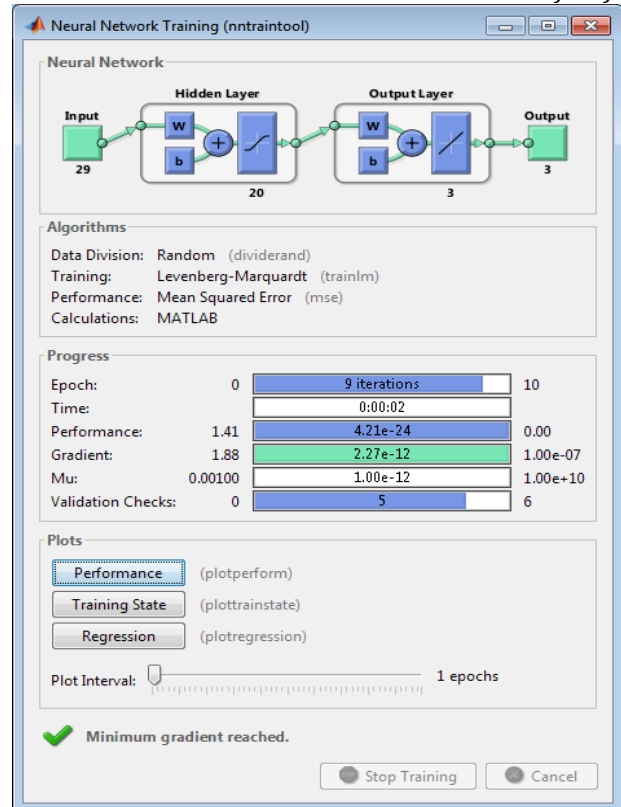 Neural Network Training (nntraintool)
Neural Network
Hidden Layer Output Layer
Input Output
W W
+ +
b b
29 3
20 3
Algorithms
Data Division: Random (dividerand)
Training: Levenberg-Marquardt (trainlm)
Performance: Mean Squared Error (mse)
Calculations: MATLAB
Progress
Epoch: 0 9 iterations 10
Time: 0:00:02
Performance: 1.41 4.21e-24 0.00
Gradient: 1.88 2.27e-12 1.00e-07
Mu: 0.00100 1.00e-12 1.00e+10
Validation Checks: 0 5 6
Plots
Performance (plotperform)
Training State (plottrainstate)
Regression (plotregression)
Plot Interval: 1 epochs
Minimum gradient reached.
Stop Training Cancel